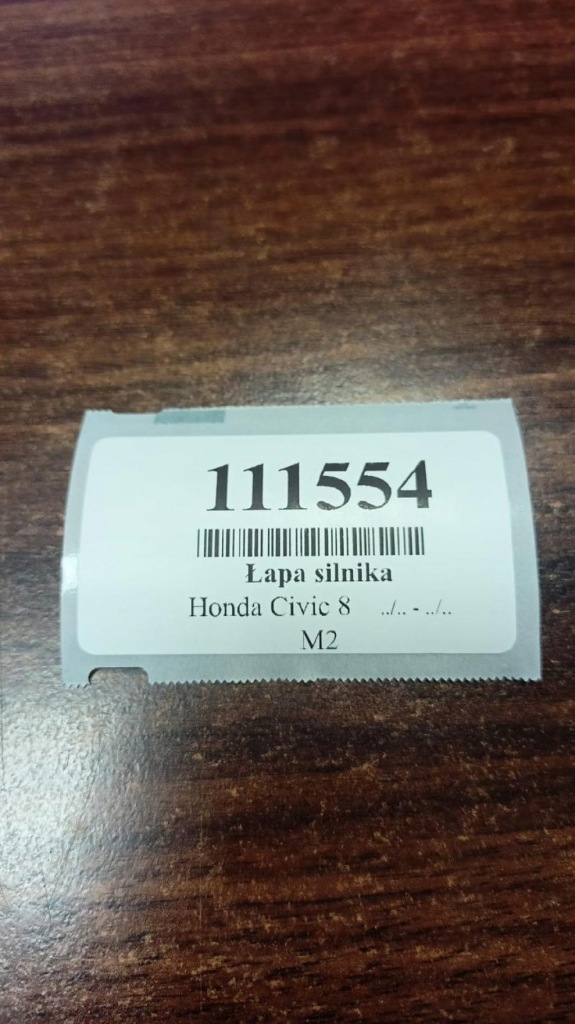 111554
Łapa silnika
Honda Civic 8 ../.. - ../..
M2